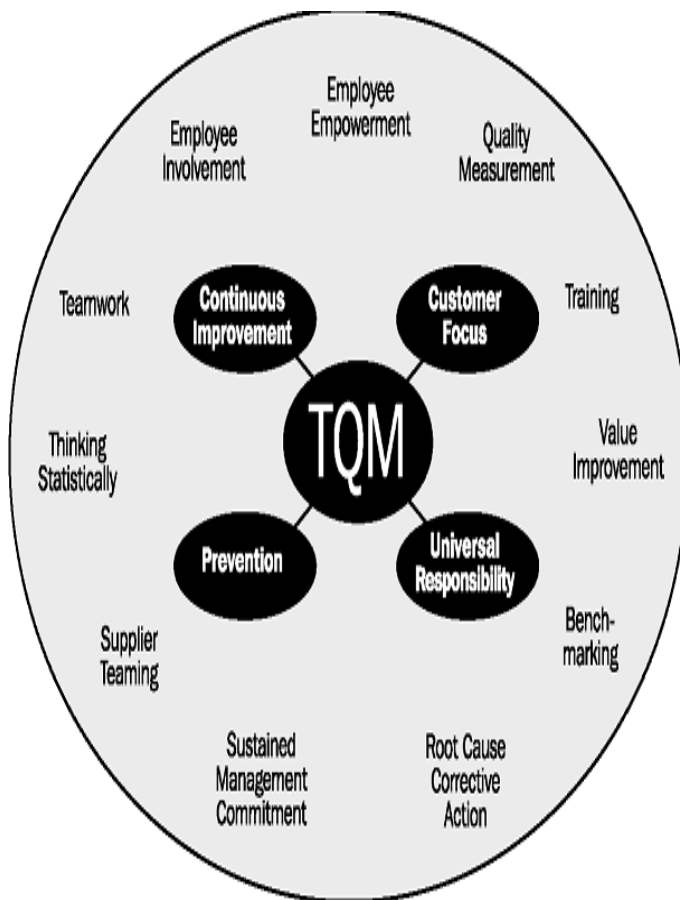 Employee
Empowerment
Employee
Involvement
Quality
Measurement
Teamwork
Continuous
Improvement
Customer
Focus
Training
TQM
Thinking
Statistically
Value
Improvement
Prevention
Universal
Responsibility
Supplier
Teaming
Bench-
marking
Sustained
Management
Commitment
Root Cause
Corrective
Action